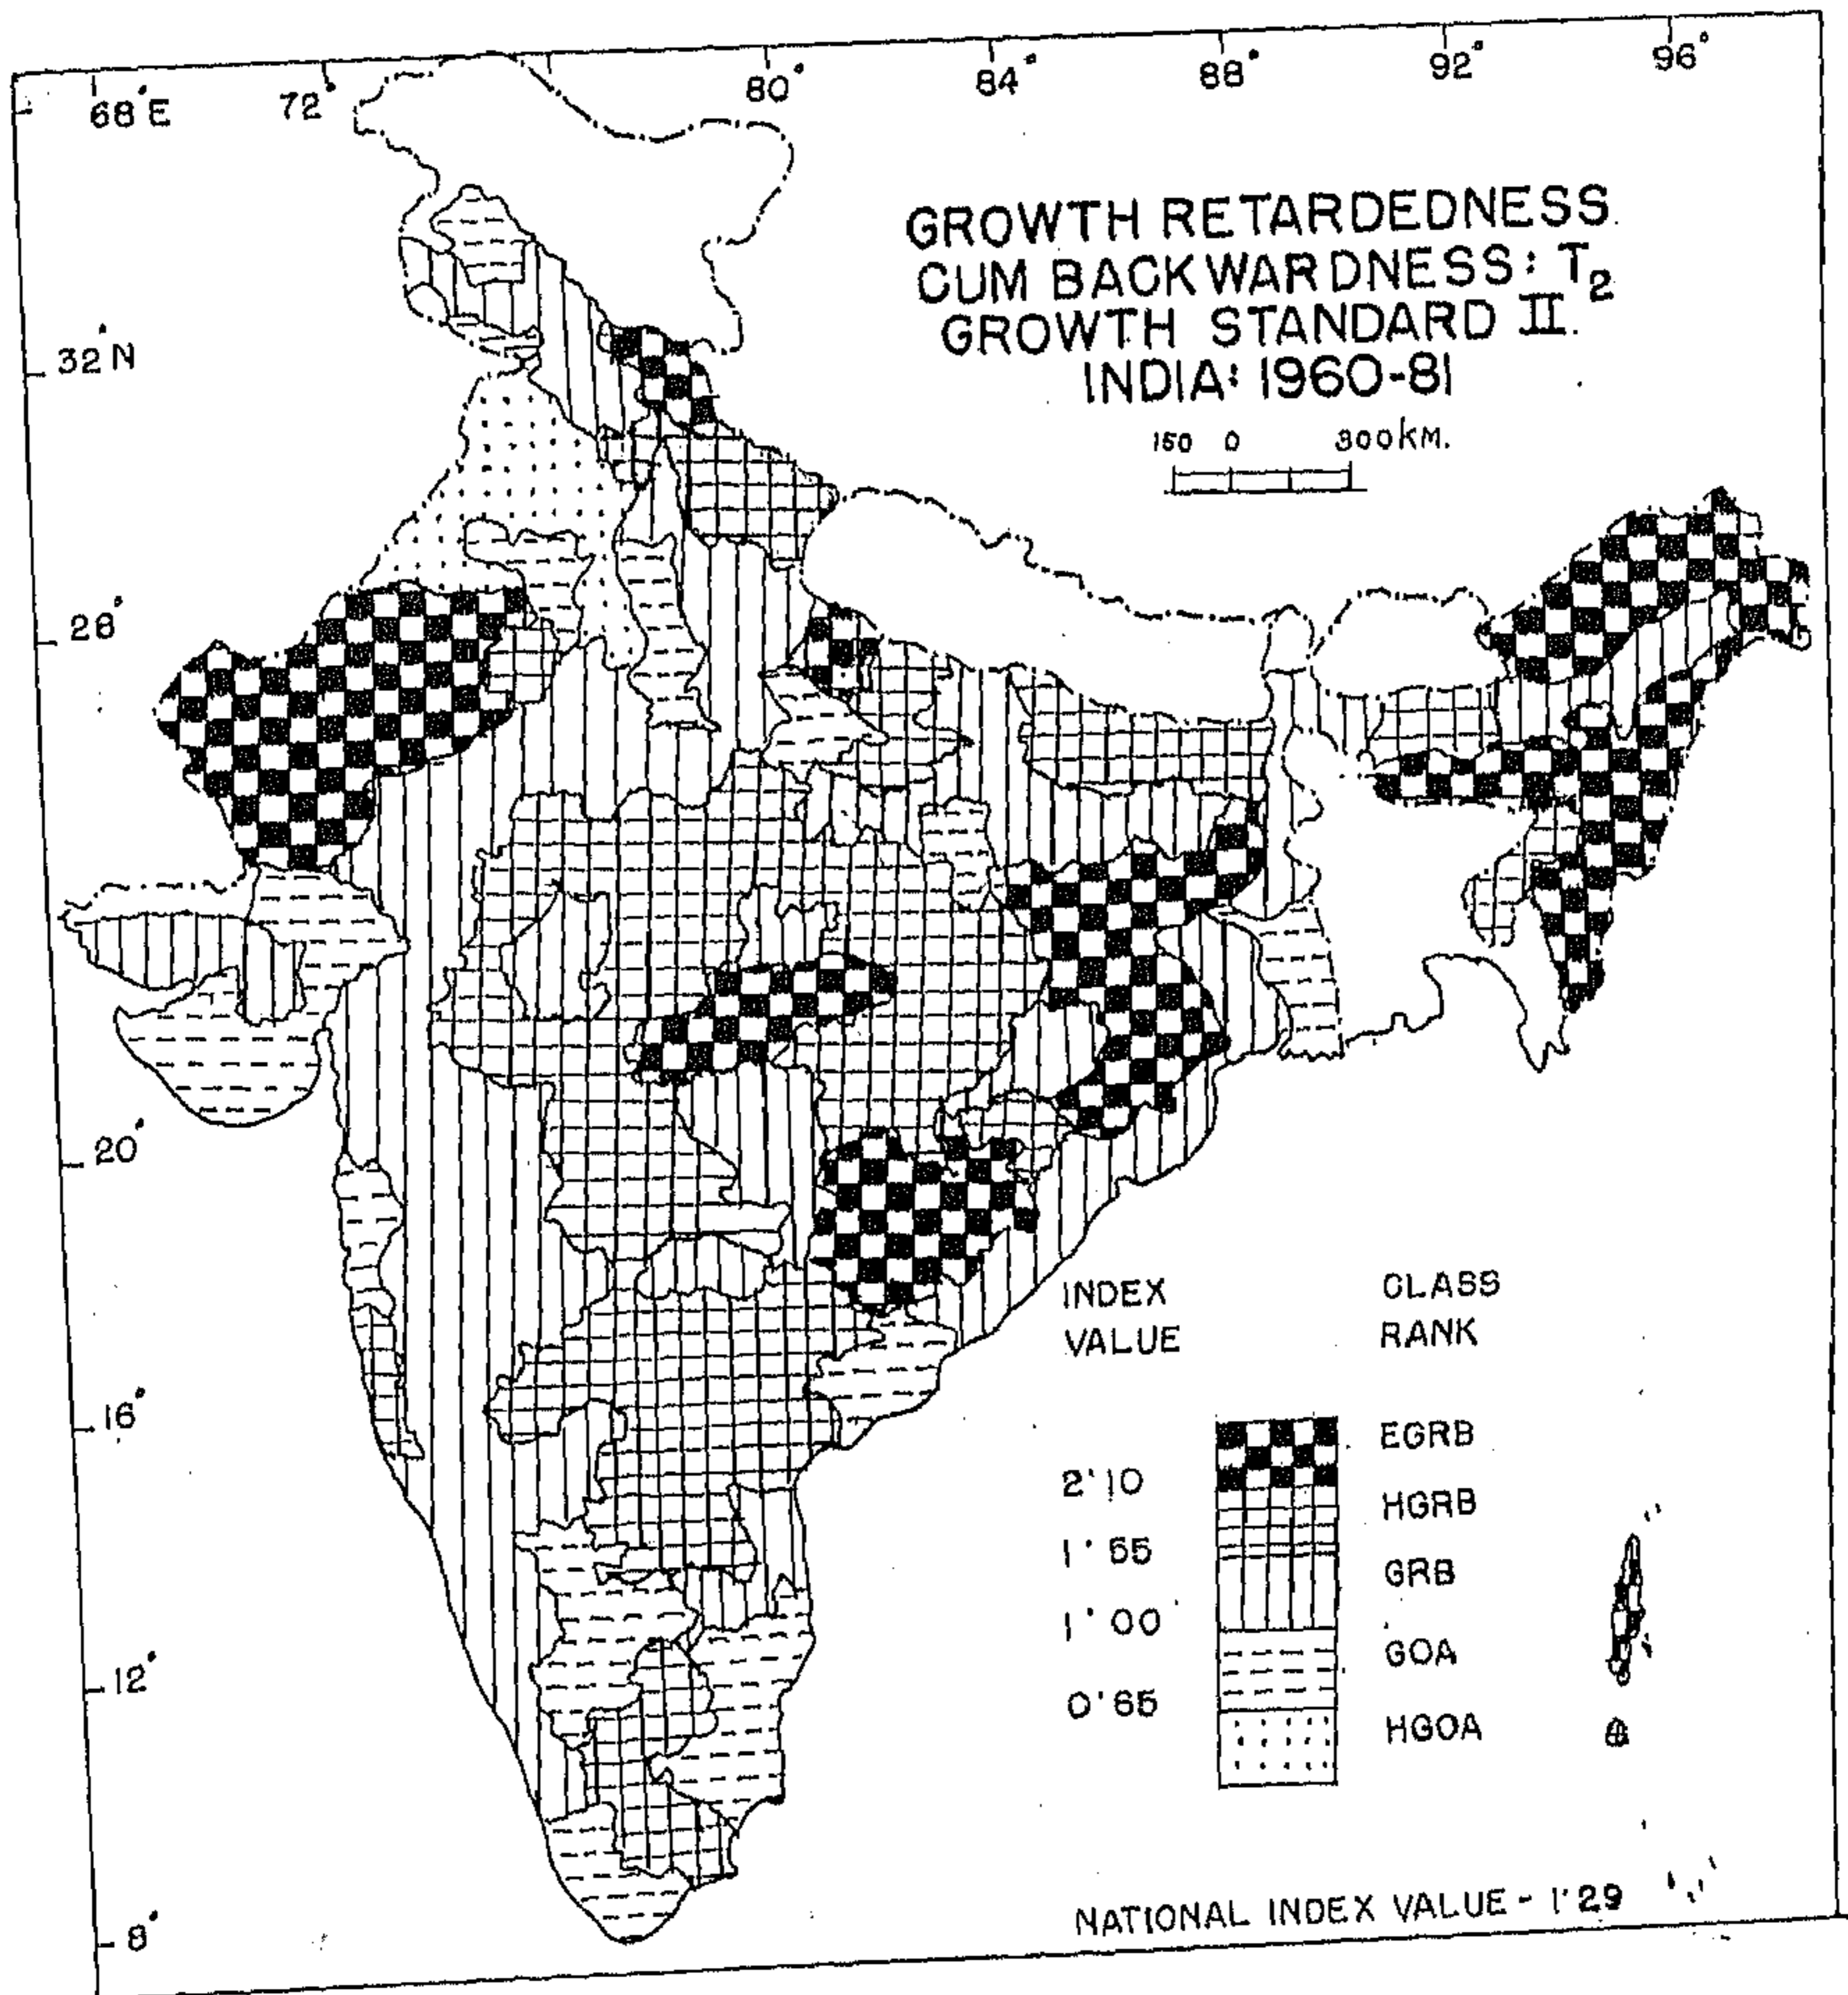 68°E
72°
80°
84°
88°
92°
96°
GROWTH RETARDEDNESS
CUM BACKWARDNESS: T₂
GROWTH STANDARD II.
INDIA: 1960-81
150 0 300KM.
32°N
28°
20°
16°
12°
8°
INDEX VALUE
CLASS RANK
EGRB
2'10
HGRB
1'55
GRB
1'00
GOA
0'65
HGOA
NATIONAL INDEX VALUE - 1'29